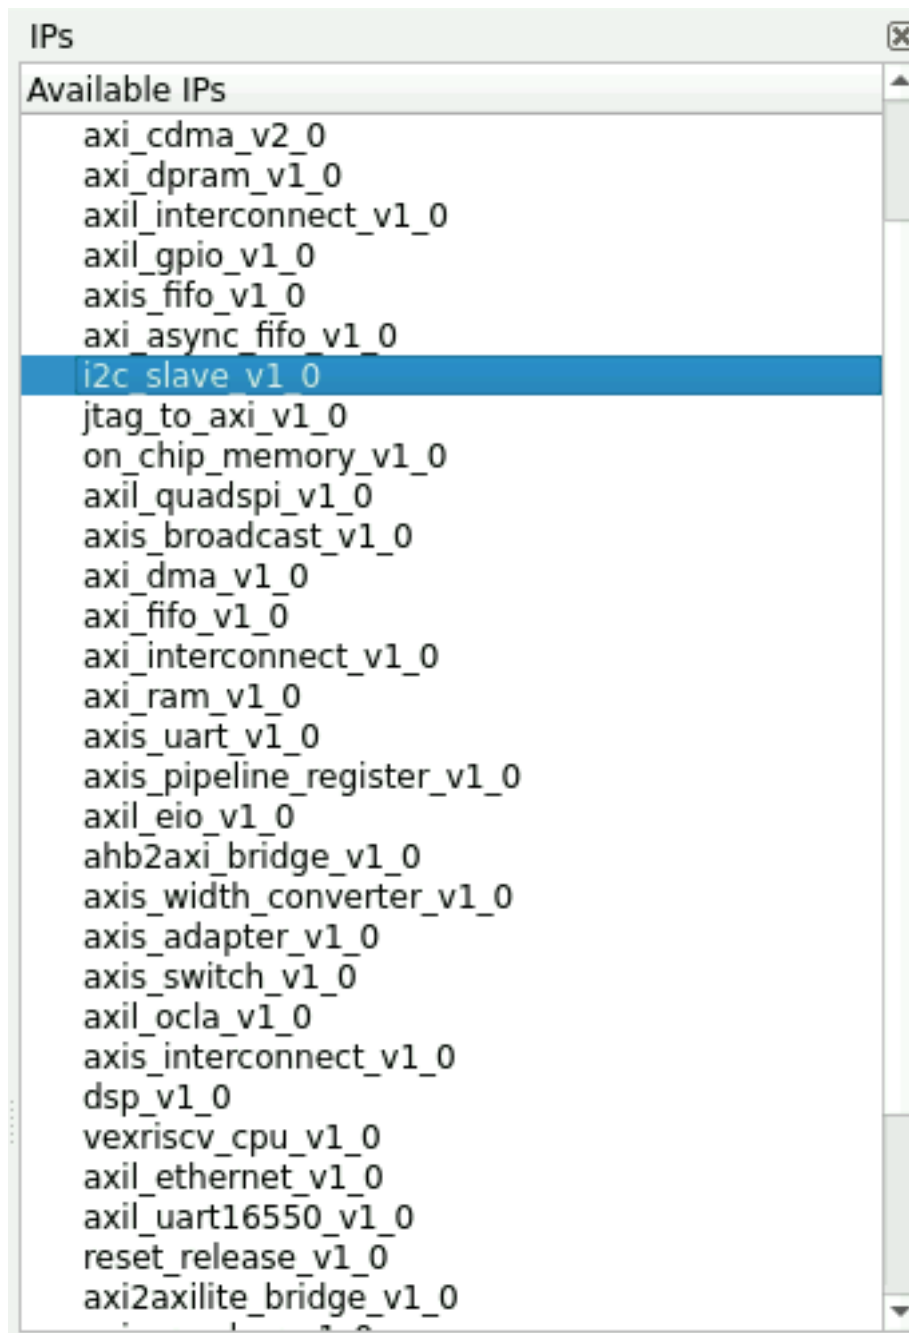 IPs
Available IPs
axi_cdma_v2_0
axi_dpram_v1_0
axil_interconnect_v1_0
axil_gpio_v1_0
axis_fifo_v1_0
axi_async_fifo_v1_0
i2c_slave_v1_0
jtag_to_axi_v1_0
on_chip_memory_v1_0
axil_quadspi_v1_0
axis_broadcast_v1_0
axi_dma_v1_0
axi_fifo_v1_0
axi_interconnect_v1_0
axi_ram_v1_0
axis_uart_v1_0
axis_pipeline_register_v1_0
axil_eio_v1_0
ahb2axi_bridge_v1_0
axis_width_converter_v1_0
axis_adapter_v1_0
axis_switch_v1_0
axil_ocla_v1_0
axis_interconnect_v1_0
dsp_v1_0
vexriscv_cpu_v1_0
axil_ethernet_v1_0
axil_uart16550_v1_0
reset_release_v1_0
axi2axilite_bridge_v1_0